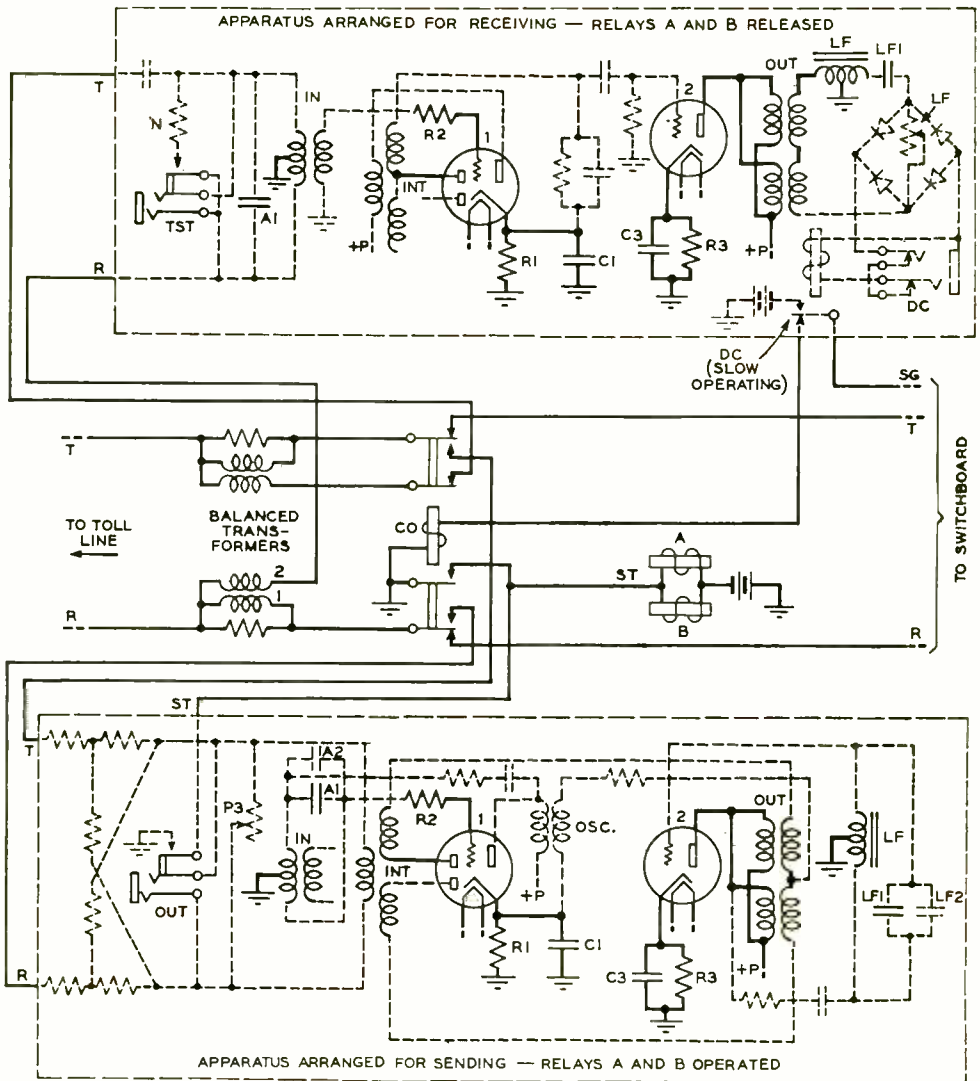 APPARATUS ARRANGED FOR RECEIVING — RELAYS A AND B RELEASED
T
N
TST
A1
IN
R2
1
INT
+P
R1
C1
2
C3
R3
OUT
+P
LF
LF1
LF
DC
R
DC
(SLOW
OPERATING)
SG
T
T
BALANCED
TRANS-
FORMERS
TO TOLL
LINE
CO
A
ST
B
2
1
R
R
TO SWITCHBOARD
ST
T
P3
A2
A1
IN
R2
1
INT
OSC.
+P
R1
C1
2
OUT
LF
LF1
LF2
C3
R3
+P
OUT
R
APPARATUS ARRANGED FOR SENDING — RELAYS A AND B OPERATED